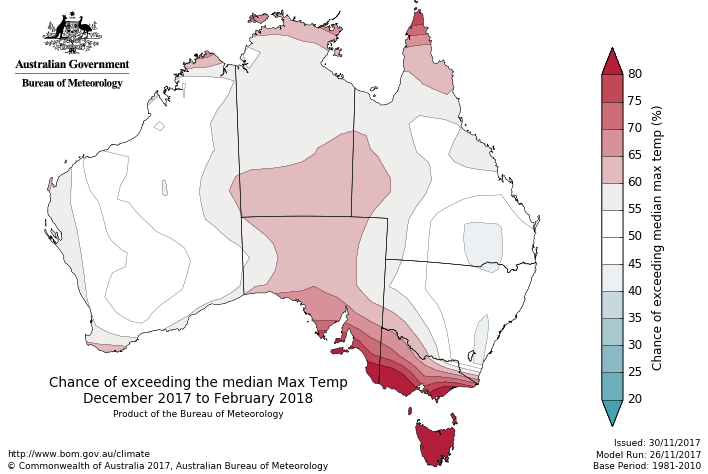 Australian Government
Bureau of Meteorology
80
75
70
65
60
55
50
45
40
35
30
25
20
Chance of exceeding median max temp (%)
Chance of exceeding the median Max Temp
December 2017 to February 2018
Product of the Bureau of Meteorology
http://www.bom.gov.au/climate
© Commonwealth of Australia 2017, Australian Bureau of Meteorology
Issued: 30/11/2017
Model Run: 26/11/2017
Base Period: 1981-2010